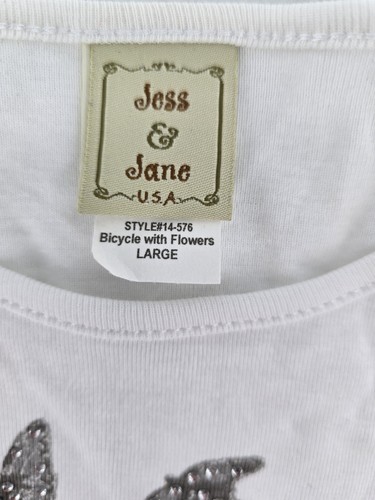 Jess
&
Jane
U.S.A.
STYLE#14-576
Bicycle with Flowers
LARGE